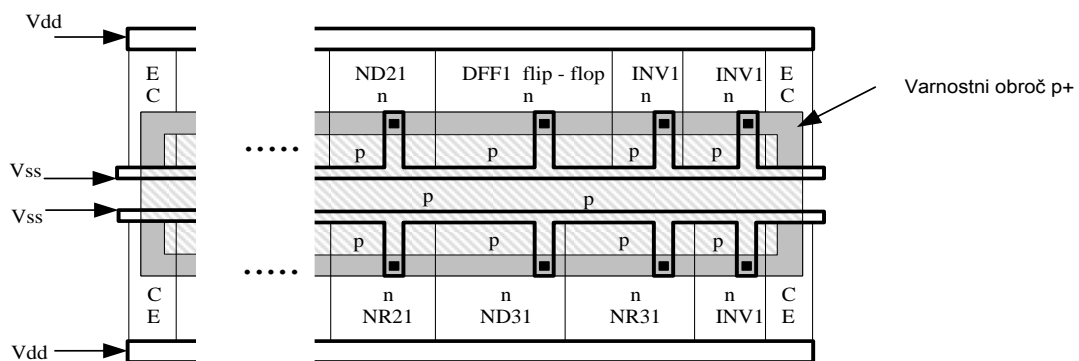 Vdd
E
C
ND21
DFF1 flip - flop
INV1
INV1
E
C
n
n
n
n
Varnostni obroč p+
.....
p
p
p
p
Vss
p
p
Vss
p
p
p
p
.....
C
E
n
n
n
n
C
E
NR21
ND31
NR31
INV1
Vdd